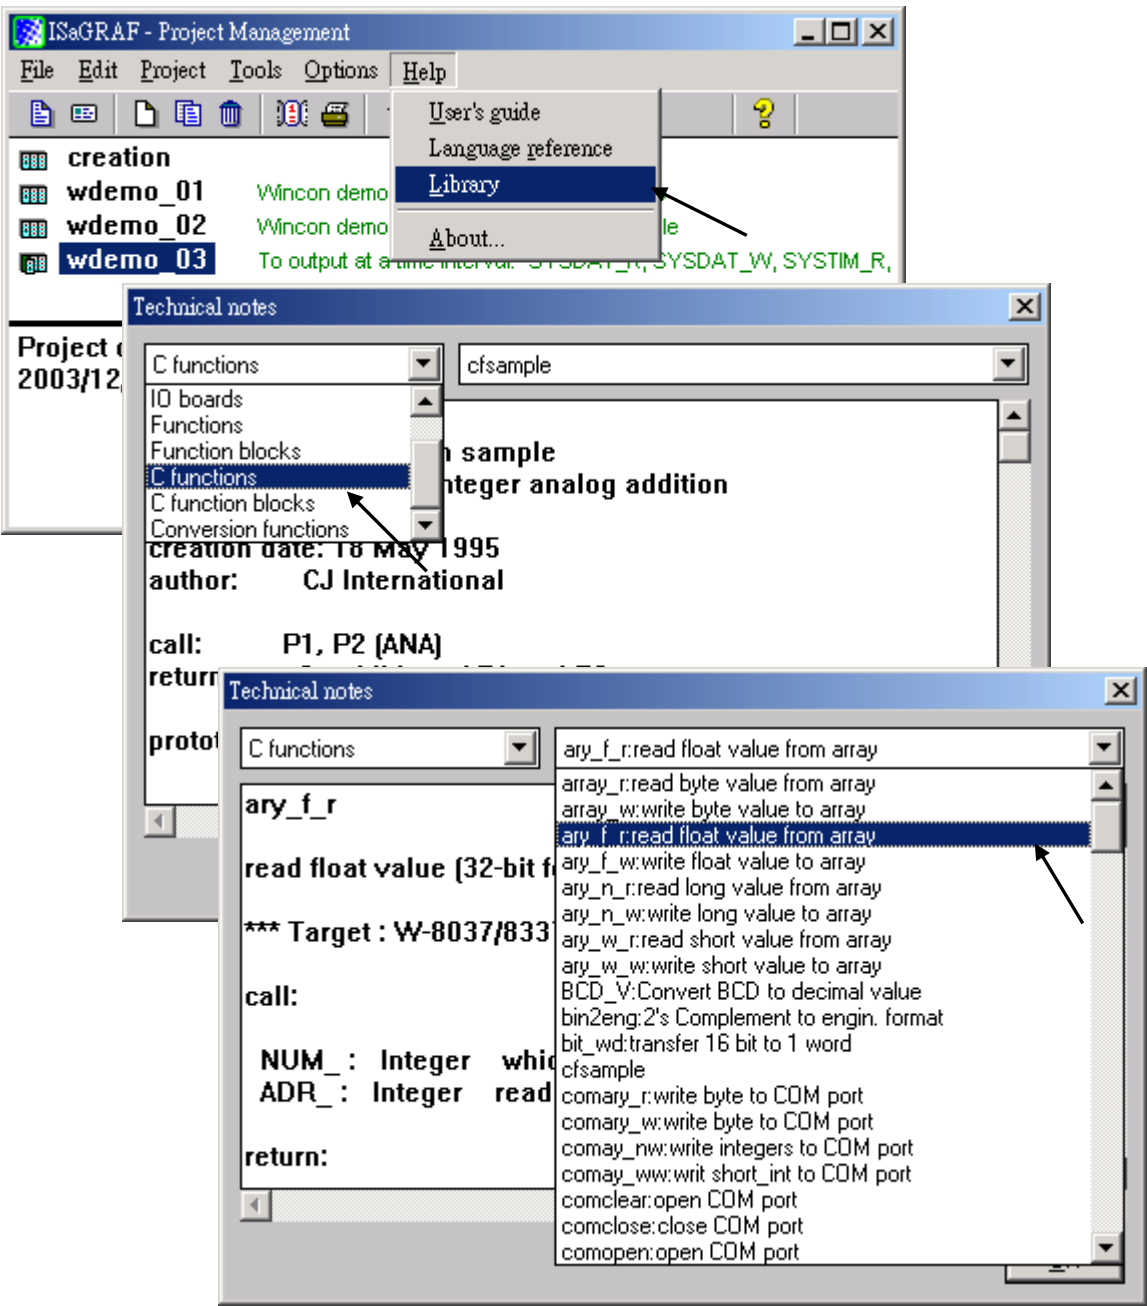 ISaGRAF - Project Management
File Edit Project Tools Options Help
User's guide
Language reference
Library
About...
creation
wdemo_01 Wincon demo
wdemo_02 Wincon demo le
wdemo_03 To output at a time interval. SYSDAT_R, SYSDAT_W, SYSTIM_R,
Project
2003/12/
Technical notes
C functions cfsample
IO boards
Functions
Function blocks
C functions
C function blocks
Conversion functions
sample
nteger analog addition
creation date: 18 May 1995
author: CJ International
call: P1, P2 (ANA)
return
protot
Technical notes
C functions ary_f_r:read float value from array
ary_f_r
read float value (32-bit f
*** Target : W-8037/833
call:
NUM_ : Integer whic
ADR_ : Integer read
return:
array_r:read byte value from array
array_w:write byte value to array
ary_f_r:read float value from array
ary_f_w:write float value to array
ary_n_r:read long value from array
ary_n_w:write long value to array
ary_w_r:read short value from array
ary_w_w:write short value to array
BCD_V:Convert BCD to decimal value
bin2eng:2's Complement to engin. format
bit_wd:transfer 16 bit to 1 word
cfsample
comary_r:write byte to COM port
comary_w:write byte to COM port
comay_nw:write integers to COM port
comay_ww:writ short_int to COM port
comclear:open COM port
comclose:close COM port
comopen:open COM port